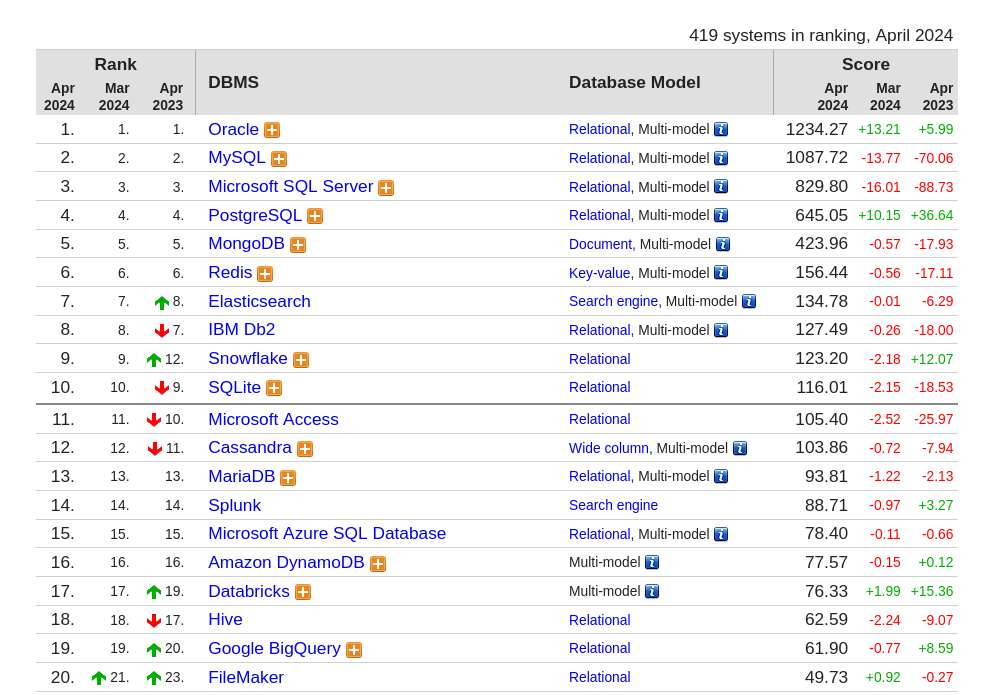 419 systems in ranking, April 2024
Rank DBMS Database Model Score
Apr 2024 Mar 2024 Apr 2023 Apr 2024 Mar 2024 Apr 2023
1. 1. 1. Oracle Relational, Multi-model 1234.27 +13.21 +5.99
2. 2. 2. MySQL Relational, Multi-model 1087.72 -13.77 -70.06
3. 3. 3. Microsoft SQL Server Relational, Multi-model 829.80 -16.01 -88.73
4. 4. 4. PostgreSQL Relational, Multi-model 645.05 +10.15 +36.64
5. 5. 5. MongoDB Document, Multi-model 423.96 -0.57 -17.93
6. 6. 6. Redis Key-value, Multi-model 156.44 -0.56 -17.11
7. 7. 8. Elasticsearch Search engine, Multi-model 134.78 -0.01 -6.29
8. 8. 7. IBM Db2 Relational, Multi-model 127.49 -0.26 -18.00
9. 9. 12. Snowflake Relational 123.20 -2.18 +12.07
10. 10. 9. SQLite Relational 116.01 -2.15 -18.53
11. 11. 10. Microsoft Access Relational 105.40 -2.52 -25.97
12. 12. 11. Cassandra Wide column, Multi-model 103.86 -0.72 -7.94
13. 13. 13. MariaDB Relational, Multi-model 93.81 -1.22 -2.13
14. 14. 14. Splunk Search engine 88.71 -0.97 +3.27
15. 15. 15. Microsoft Azure SQL Database Relational, Multi-model 78.40 -0.11 -0.66
16. 16. 16. Amazon DynamoDB Multi-model 77.57 -0.15 +0.12
17. 17. 19. Databricks Multi-model 76.33 +1.99 +15.36
18. 18. 17. Hive Relational 62.59 -2.24 -9.07
19. 19. 20. Google BigQuery Relational 61.90 -0.77 +8.59
20. 21. 23. FileMaker Relational 49.73 +0.92 -0.27